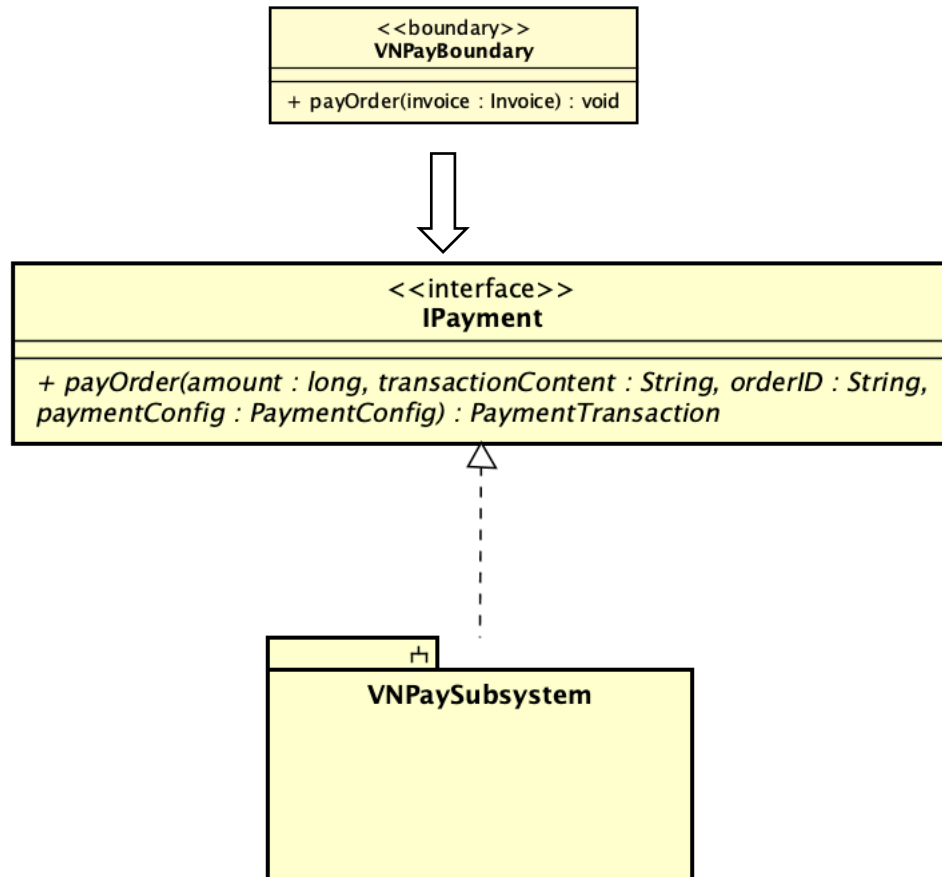 <<boundary>>
VNPayBoundary
+ payOrder(invoice : Invoice) : void
<<interface>>
IPayment
+ payOrder(amount : long, transactionContent : String, orderID : String,
paymentConfig : PaymentConfig) : PaymentTransaction
VNPaySubsystem